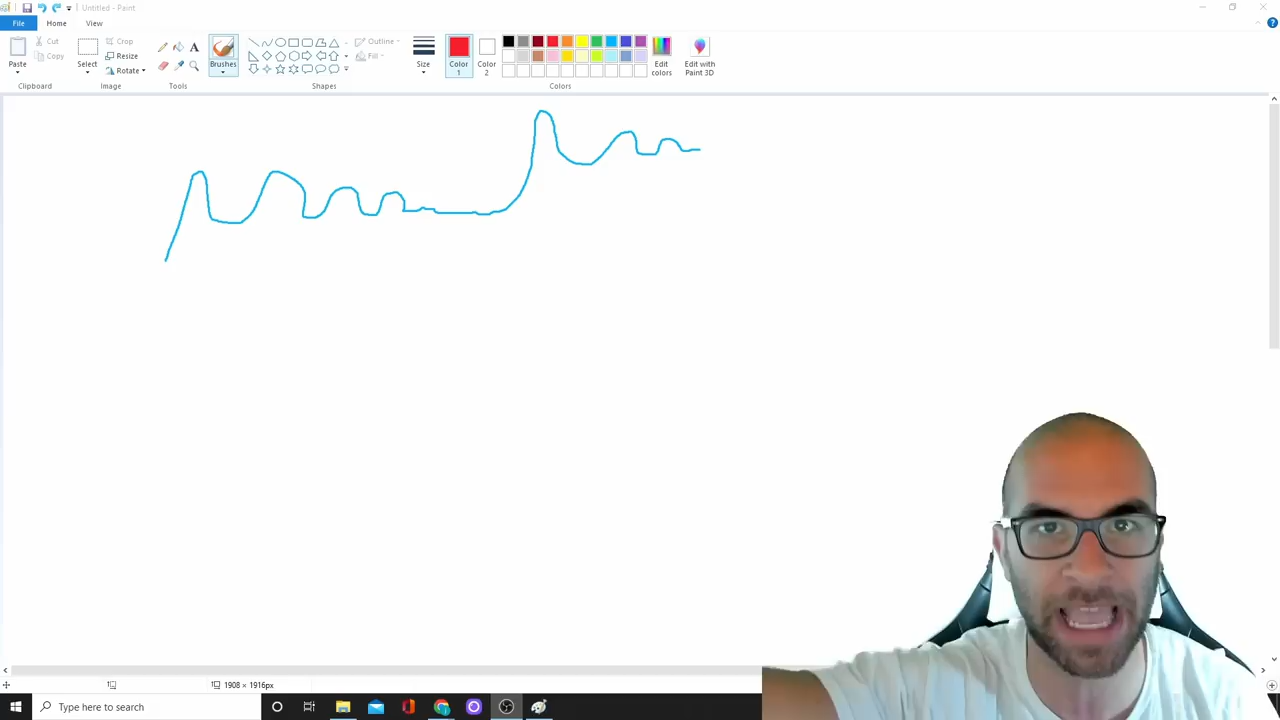 Untitled - Paint
File Home View
Paste
Cut
Copy
Clipboard
Select
Crop
Resize
Rotate
Image
Tools
Brushes
Outline
Fill
Shapes
Size
Color 1
Color 2
Edit colors
Edit with Paint 3D
Colors
1908 × 1916px
Type here to search